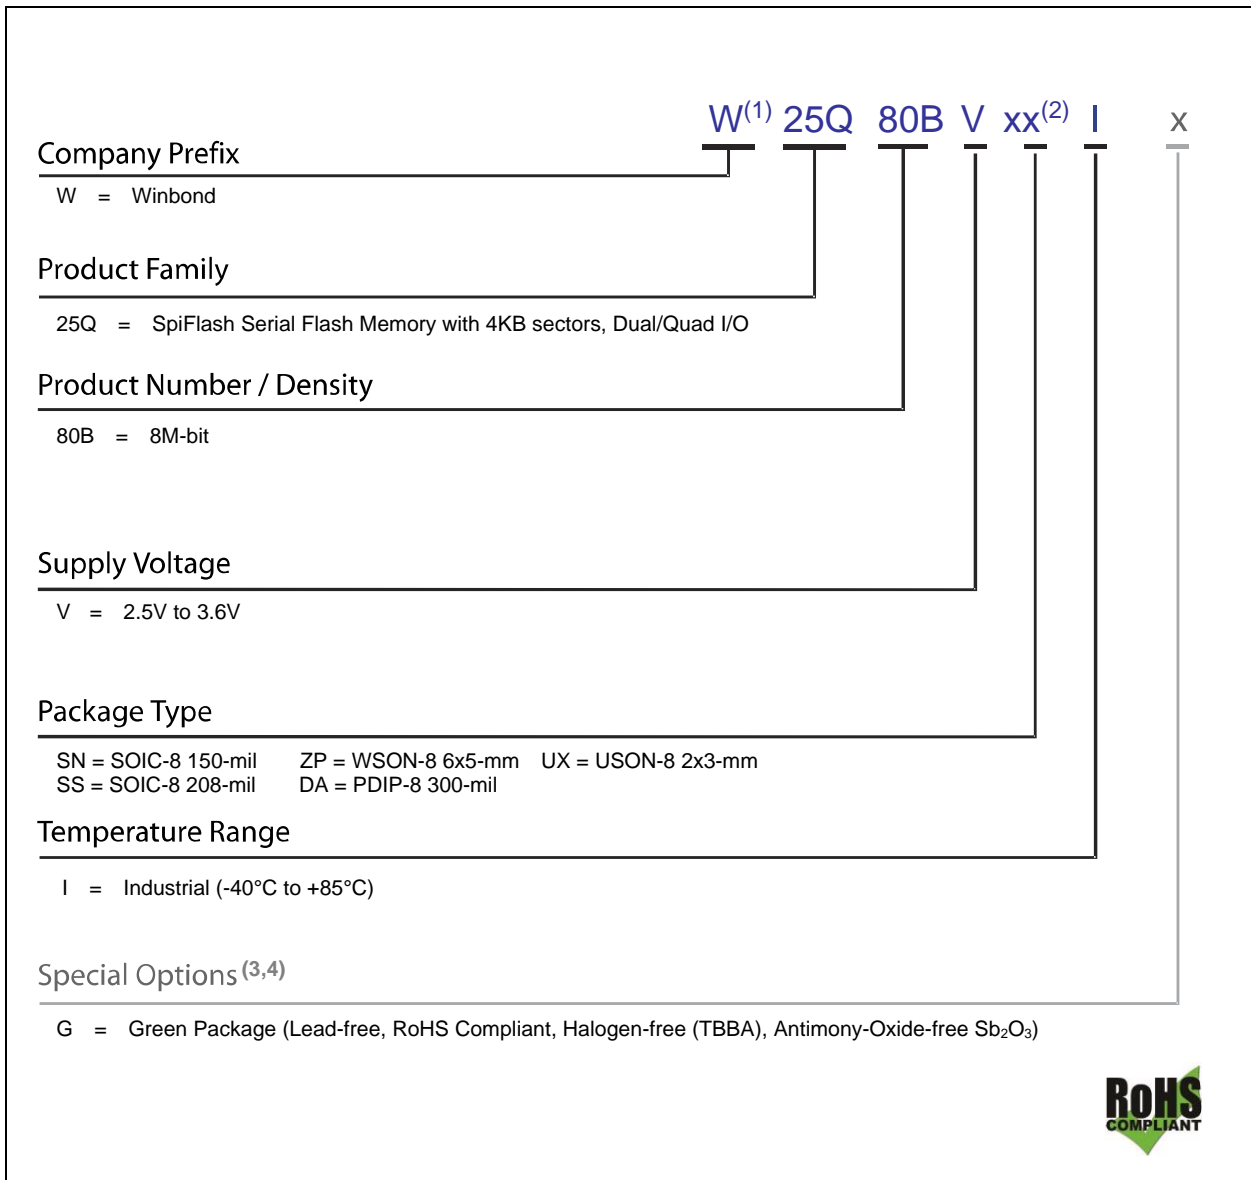 W(1) 25Q 80B V xx(2) I x
Company Prefix
W = Winbond
Product Family
25Q = SpiFlash Serial Flash Memory with 4KB sectors, Dual/Quad I/O
Product Number / Density
80B = 8M-bit
Supply Voltage
V = 2.5V to 3.6V
Package Type
SN = SOIC-8 150-mil ZP = WSON-8 6x5-mm UX = USON-8 2x3-mm
SS = SOIC-8 208-mil DA = PDIP-8 300-mil
Temperature Range
I = Industrial (-40°C to +85°C)
Special Options (3,4)
G = Green Package (Lead-free, RoHS Compliant, Halogen-free (TBBA), Antimony-Oxide-free Sb₂O₃)
RoHS
COMPLIANT